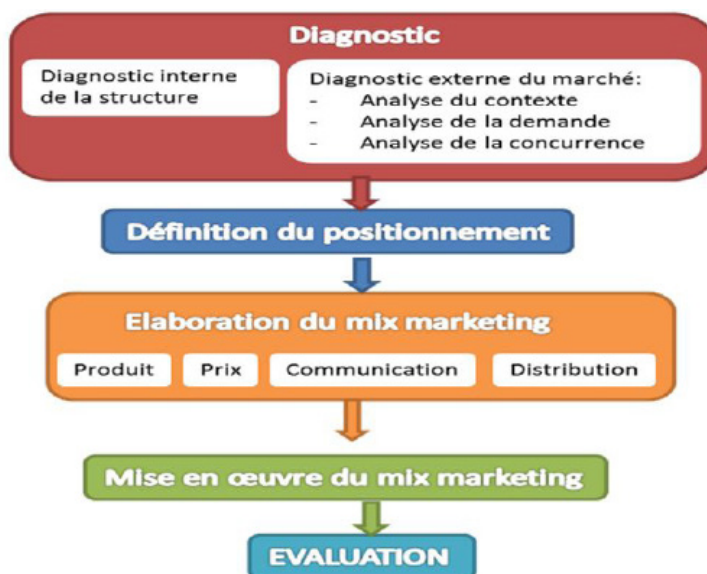 Diagnostic
Diagnostic interne
de la structure
Diagnostic externe du marché:
- Analyse du contexte
- Analyse de la demande
- Analyse de la concurrence
Définition du positionnement
Elaboration du mix marketing
Produit
Prix
Communication
Distribution
Mise en œuvre du mix marketing
EVALUATION